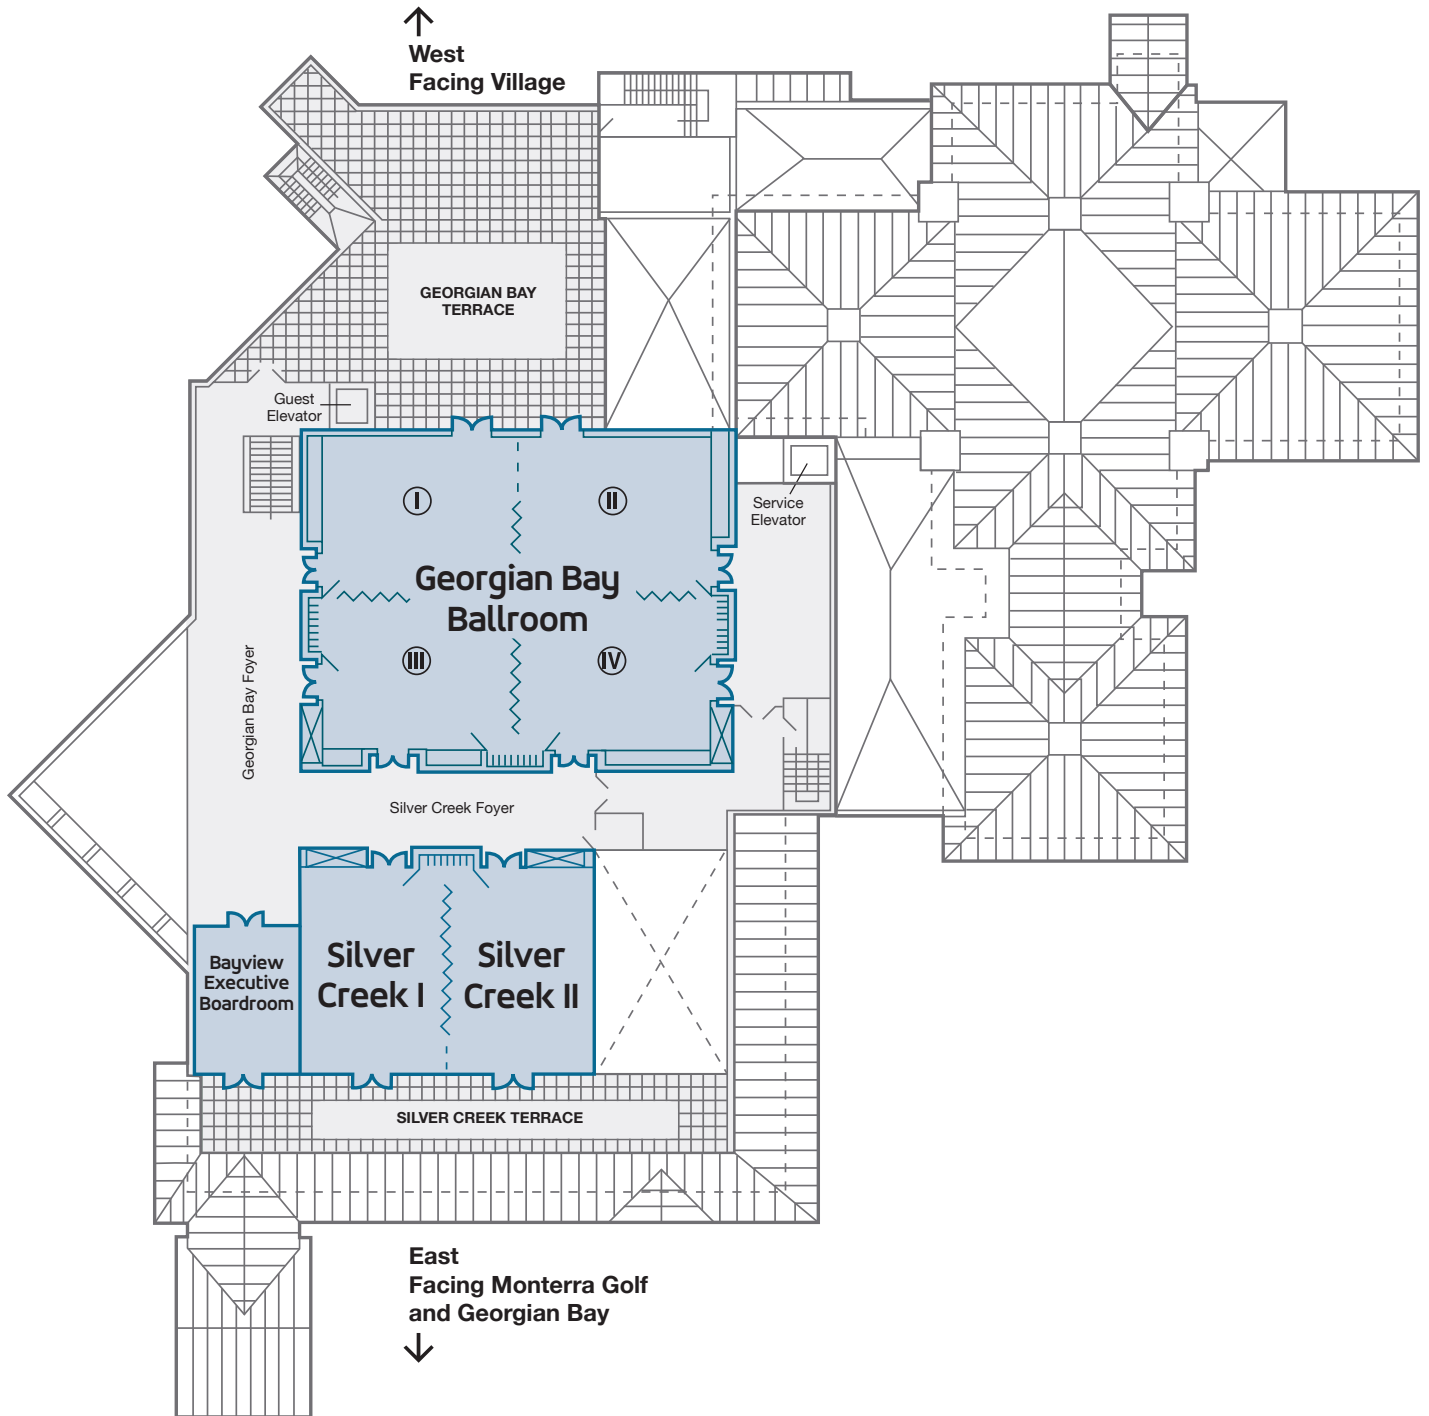 West
Facing Village
GEORGIAN BAY
TERRACE
Guest
Elevator
I
II
Service
Elevator
Georgian Bay
Ballroom
III
IV
Georgian Bay Foyer
Silver Creek Foyer
Bayview
Executive
Boardroom
Silver
Creek I
Silver
Creek II
SILVER CREEK TERRACE
East
Facing Monterra Golf
and Georgian Bay